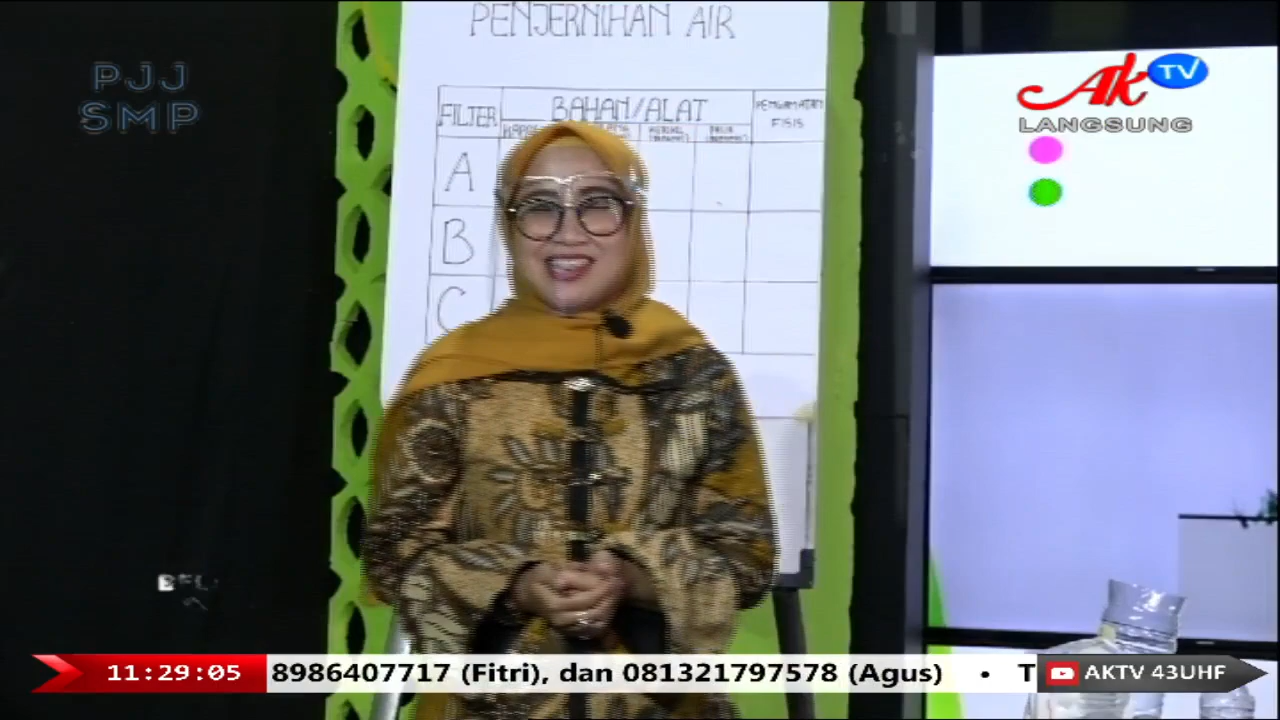 PENJERNIHAN AIR
PJJ
SMP
Ak TV
LANGSUNG
FILTER
BAHAN/ALAT
PENGAMATAN
FISIS
A
B
C
11:29:05
8986407717 (Fitri), dan 081321797578 (Agus) • T
AKTV 43UHF